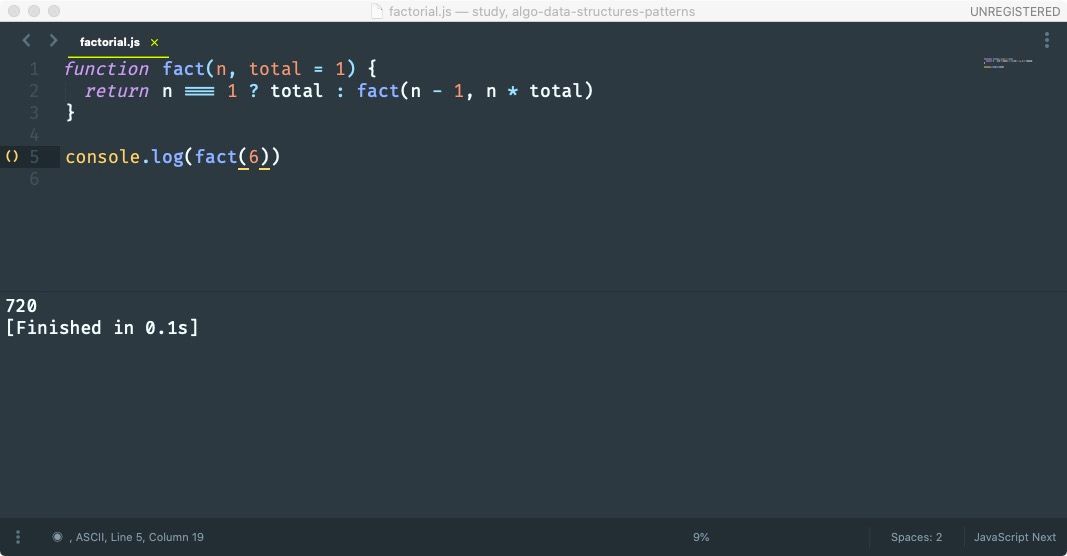 factorial.js — study, algo-data-structures-patterns
UNREGISTERED
factorial.js ×
1 function fact(n, total = 1) {
2   return n === 1 ? total : fact(n - 1, n * total)
3 }
4
() 5 console.log(fact(6))
6
720
[Finished in 0.1s]
, ASCII, Line 5, Column 19
9%
Spaces: 2
JavaScript Next